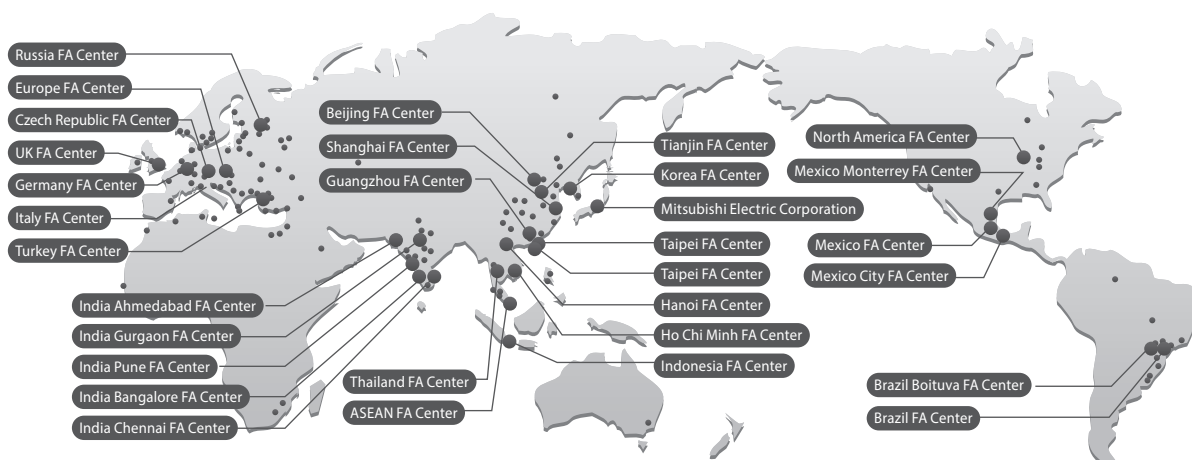 Russia FA Center
Europe FA Center
Czech Republic FA Center
UK FA Center
Germany FA Center
Italy FA Center
Turkey FA Center
India Ahmedabad FA Center
India Gurgaon FA Center
India Pune FA Center
India Bangalore FA Center
India Chennai FA Center
Beijing FA Center
Shanghai FA Center
Guangzhou FA Center
Thailand FA Center
ASEAN FA Center
Tianjin FA Center
Korea FA Center
Mitsubishi Electric Corporation
Taipei FA Center
Taipei FA Center
Hanoi FA Center
Ho Chi Minh FA Center
Indonesia FA Center
North America FA Center
Mexico Monterrey FA Center
Mexico FA Center
Mexico City FA Center
Brazil Boituva FA Center
Brazil FA Center